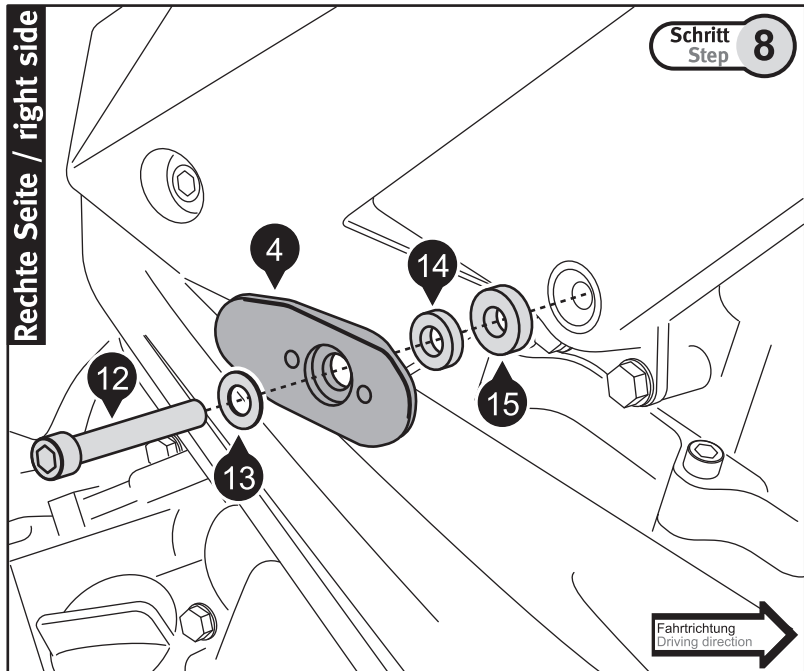 Rechte Seite / right side
Schritt
Step
8
4
14
12
15
13
Fahrtrichtung
Driving direction